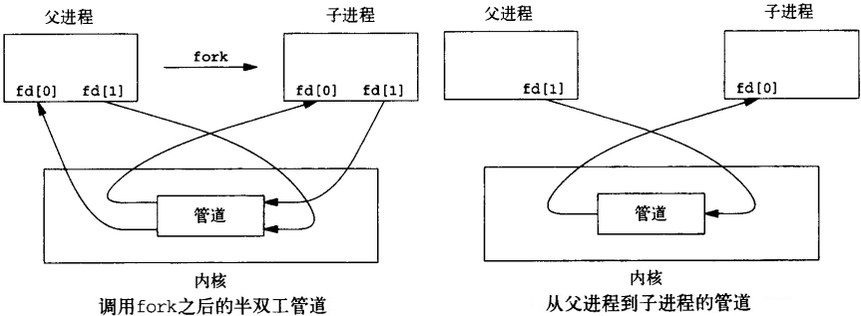 父进程
子进程
fork
fd[0]
fd[1]
fd[0]
fd[1]
管道
内核
调用fork之后的半双工管道
父进程
子进程
fd[1]
fd[0]
管道
内核
从父进程到子进程的管道